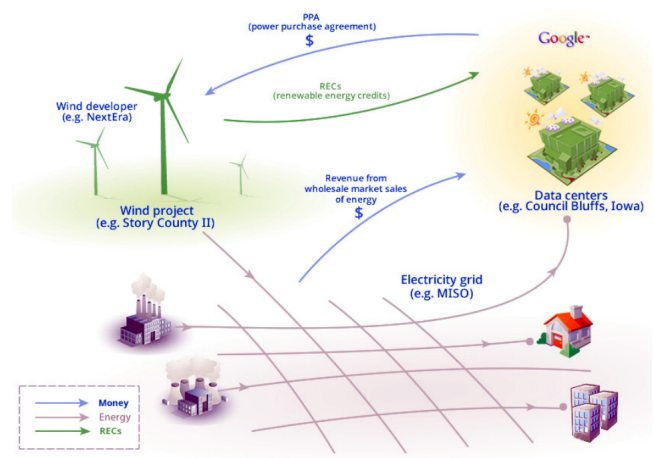 PPA
(power purchase agreement)
$
Google™
RECs
(renewable energy credits)
Wind developer
(e.g. NextEra)
Revenue from
wholesale market sales
of energy
$
Wind project
(e.g. Story County II)
Data centers
(e.g. Council Bluffs, Iowa)
Electricity grid
(e.g. MISO)
Money
Energy
RECs